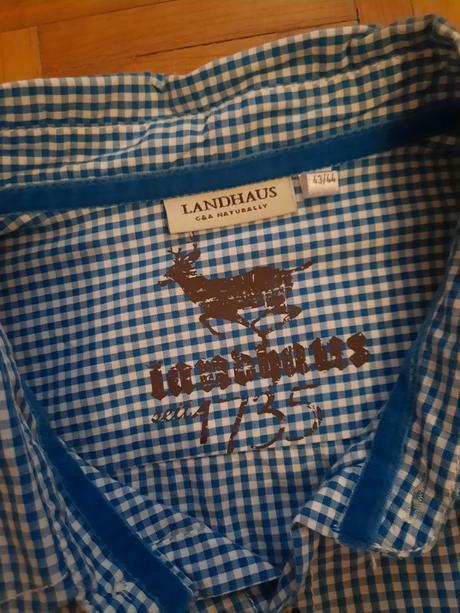 LANDHAUS
C&A NATURALLY
43/44
landhaus
seit 1735